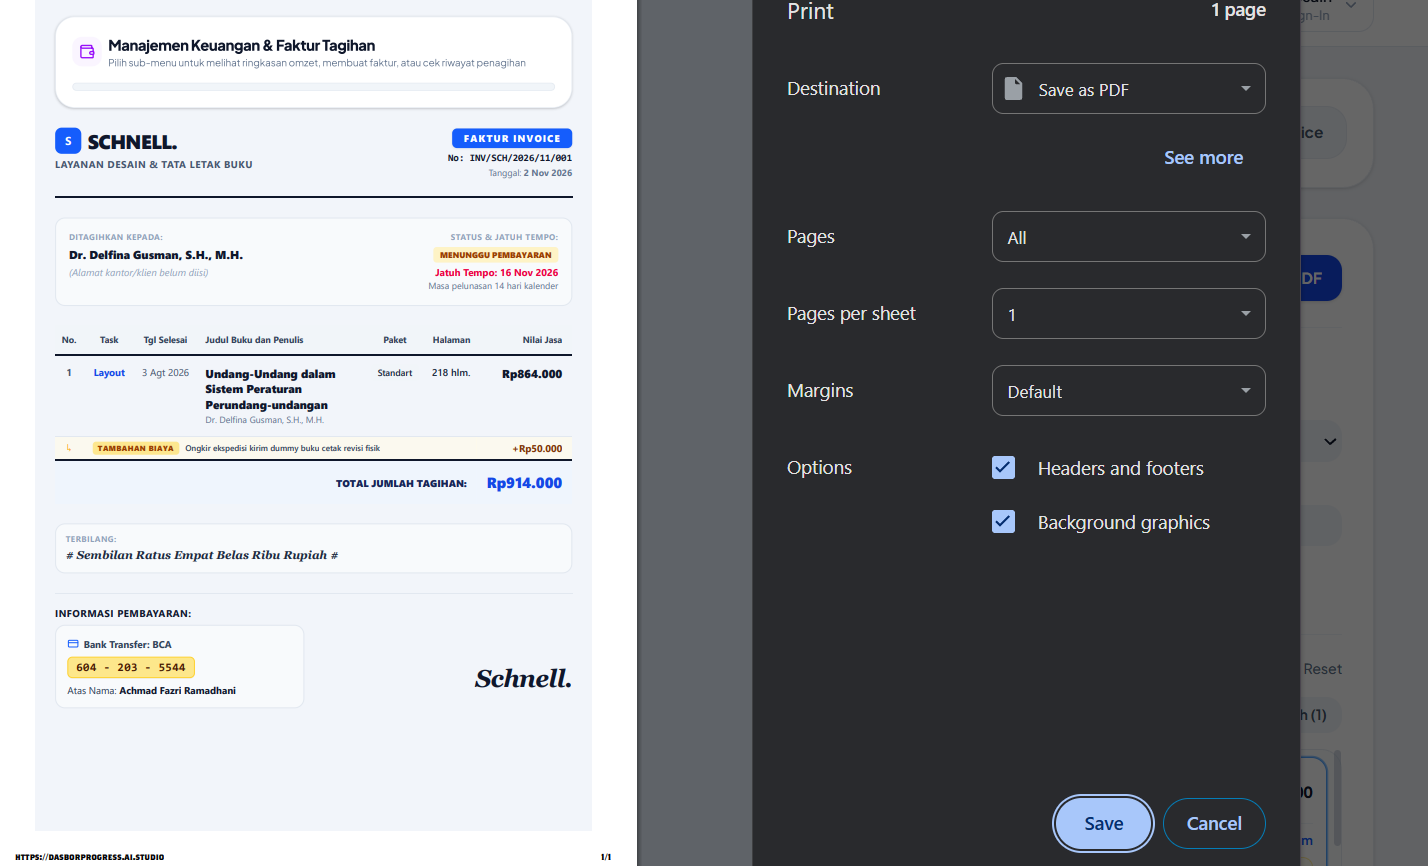 Manajemen Keuangan & Faktur Tagihan
Pilih sub-menu untuk melihat ringkasan omzet, membuat faktur, atau cek riwayat penagihan
S SCHNELL.
LAYANAN DESAIN & TATA LETAK BUKU
FAKTUR INVOICE
No: INV/SCH/2026/11/001
Tanggal: 2 Nov 2026
DITAGIHKAN KEPADA:
Dr. Delfina Gusman, S.H., M.H.
(Alamat kantor/klien belum diisi)
STATUS & JATUH TEMPO:
MENUNGGU PEMBAYARAN
Jatuh Tempo: 16 Nov 2026
Masa pelunasan 14 hari kalender
No. Task Tgl Selesai Judul Buku dan Penulis Paket Halaman Nilai Jasa
1 Layout 3 Agt 2026 Undang-Undang dalam Standart 218 hlm. Rp864.000
Sistem Peraturan
Perundang-undangan
Dr. Delfina Gusman, S.H., M.H.
↳ TAMBAHAN BIAYA Ongkir ekspedisi kirim dummy buku cetak revisi fisik +Rp50.000
TOTAL JUMLAH TAGIHAN: Rp914.000
TERBILANG:
# Sembilan Ratus Empat Belas Ribu Rupiah #
INFORMASI PEMBAYARAN:
Bank Transfer: BCA
604 - 203 - 5544
Atas Nama: Achmad Fazri Ramadhani
Schnell.
HTTPS://DASBORPROGRESS.AI.STUDIO 1/1
Print 1 page
Destination Save as PDF
See more
Pages All
Pages per sheet 1
Margins Default
Options Headers and footers
Background graphics
Save Cancel
gn-In
ice
DF
Reset
h (1)
00
m